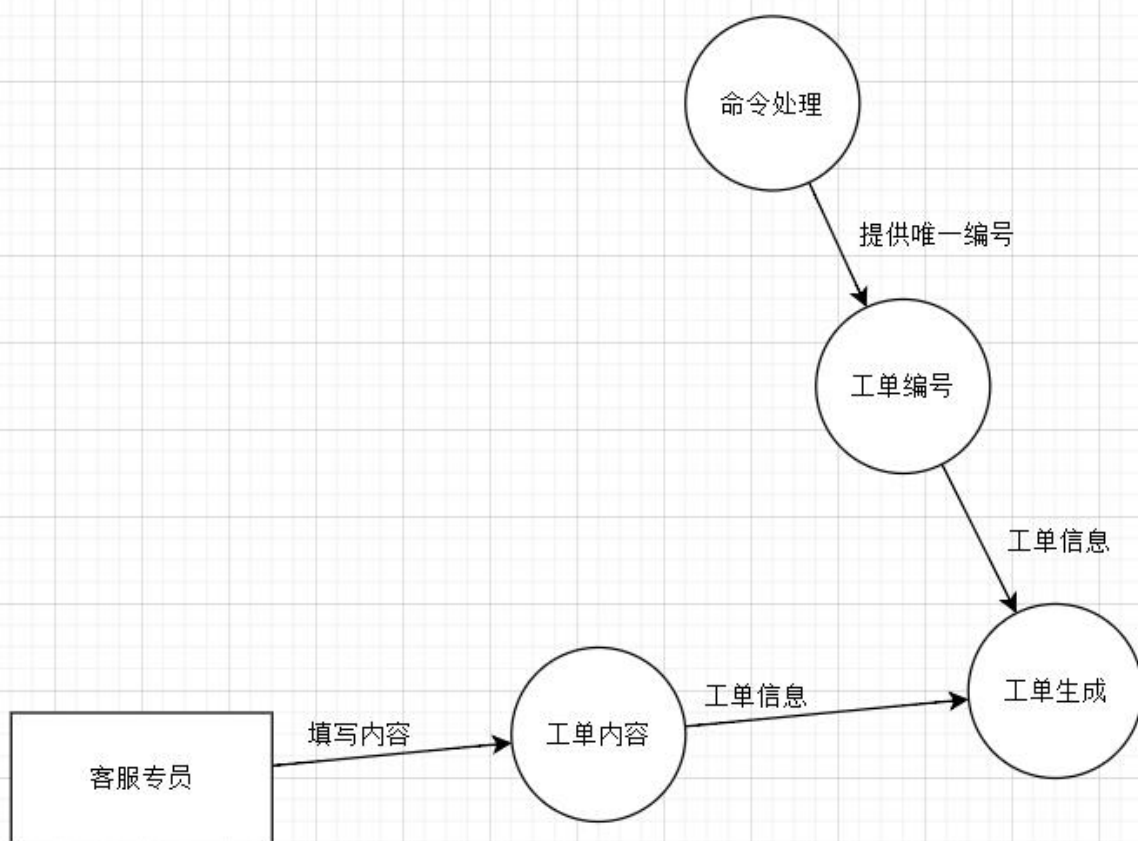 命令处理
提供唯一编号
工单编号
工单信息
工单生成
工单信息
填写内容
工单内容
客服专员